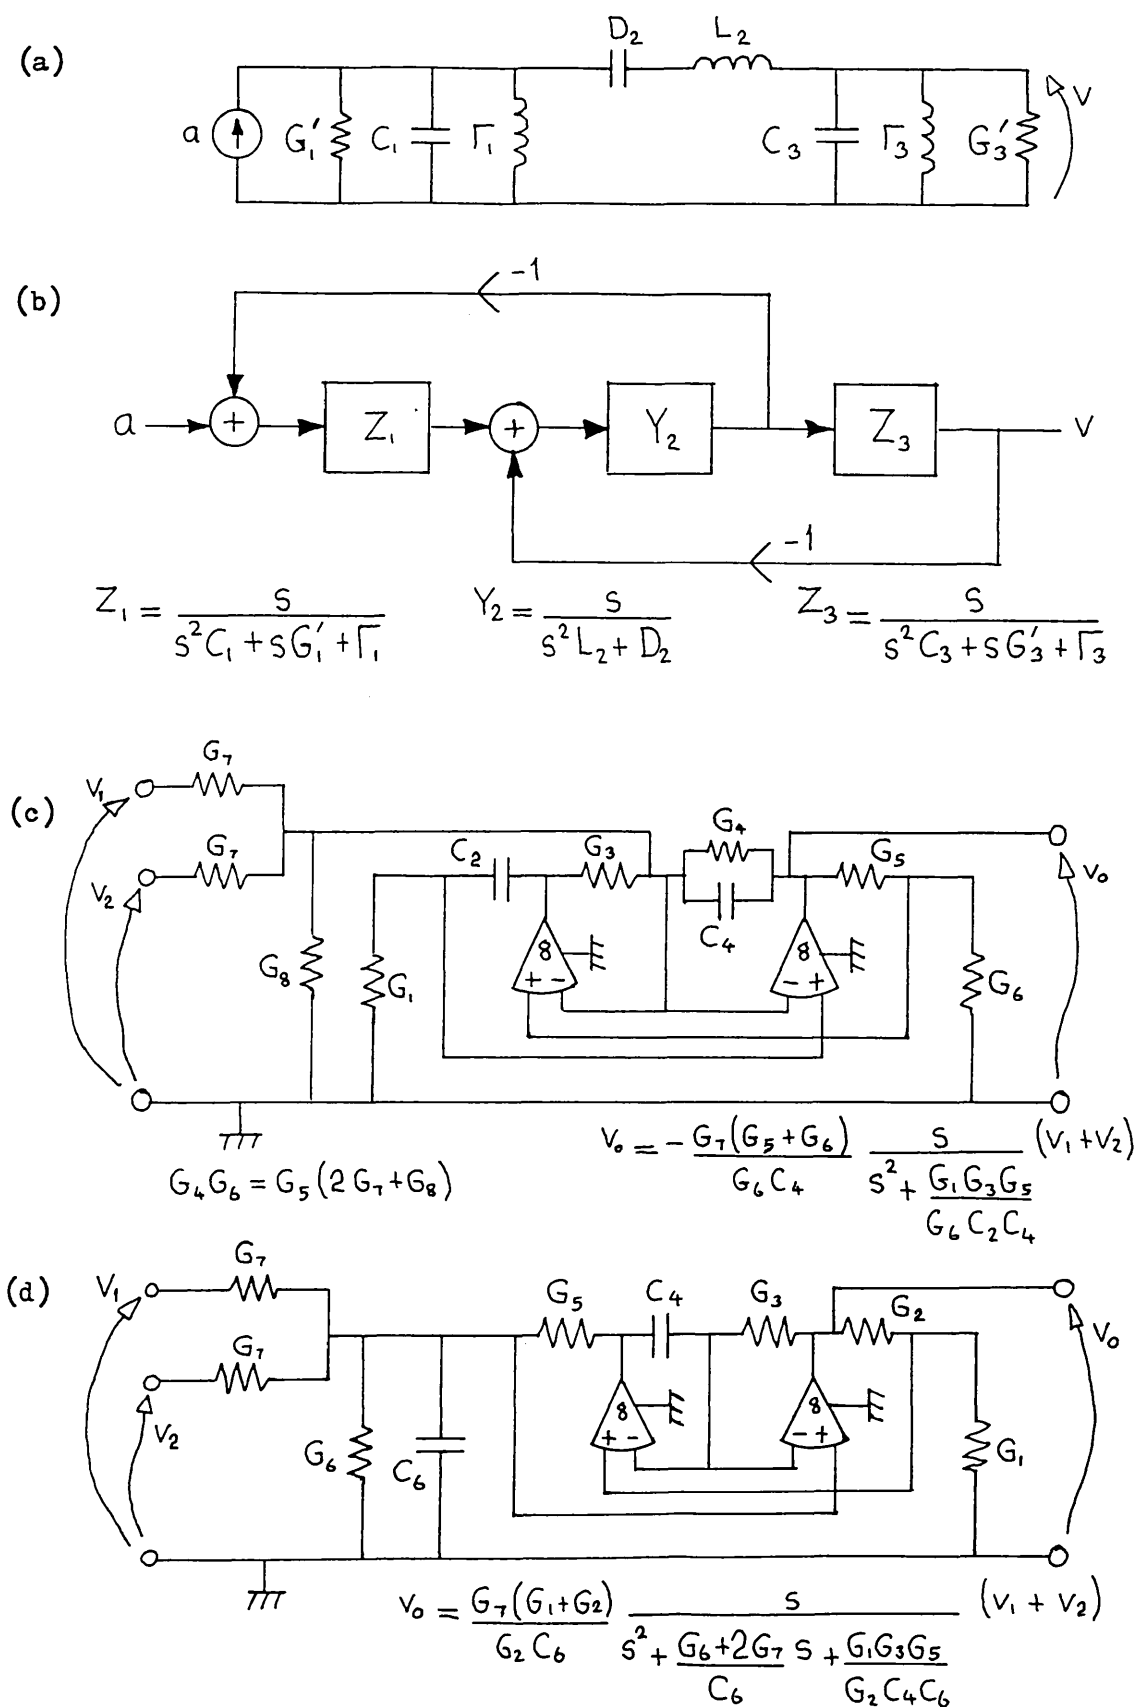 (a)
D₂ L₂
a G₁′ C₁ Γ₁ C₃ Γ₃ G₃′ V
(b)
-1
a + Z₁ + Y₂ Z₃ V
-1
Z₁ = S / (S²C₁ + SG₁′ + Γ₁) Y₂ = S / (S²L₂ + D₂) Z₃ = S / (S²C₃ + SG₃′ + Γ₃)
(c)
V₁ G₇
V₂ G₇ C₂ G₃ G₄ C₄ G₅ V₀
G₈ G₁ 8 + - 8 - + G₆
G₄G₆ = G₅(2G₇+G₈)
V₀ = - G₇(G₅+G₆) / (G₆C₄) S / (S² + G₁G₃G₅ / (G₆C₂C₄)) (V₁+V₂)
(d)
V₁ G₇
V₂ G₇ G₅ C₄ G₃ G₂ V₀
G₆ C₆ 8 + - 8 - + G₁
V₀ = G₇(G₁+G₂) / (G₂C₆) S / (S² + (G₆+2G₇) / C₆ S + G₁G₃G₅ / (G₂C₄C₆)) (V₁ + V₂)